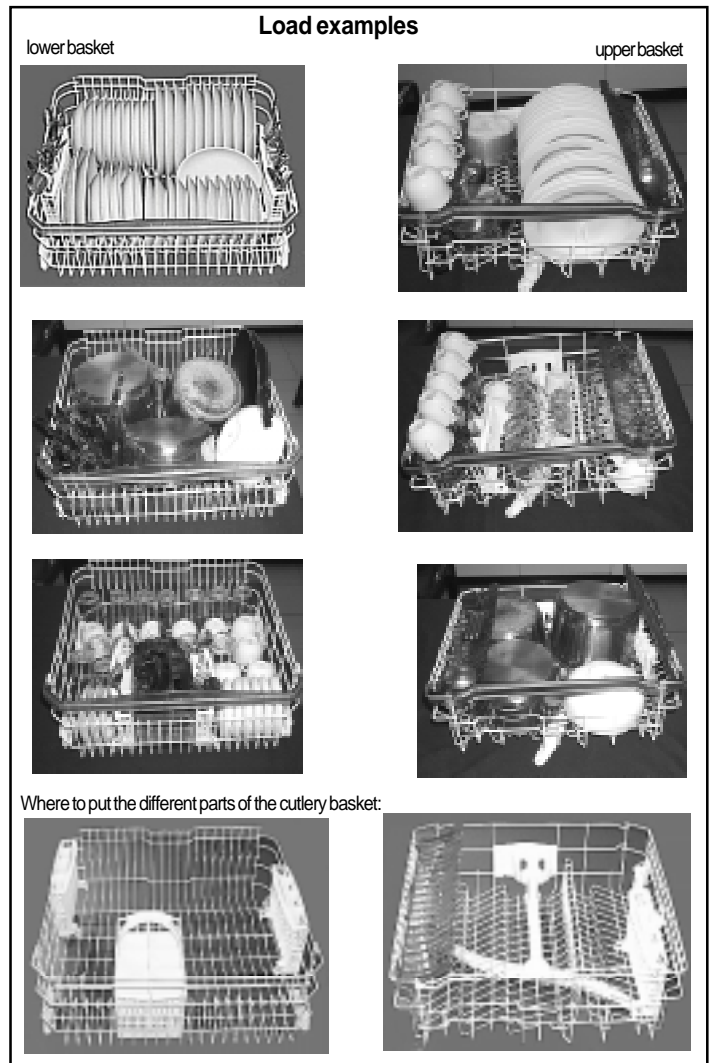 Load examples
lower basket
upper basket
Where to put the different parts of the cutlery basket: